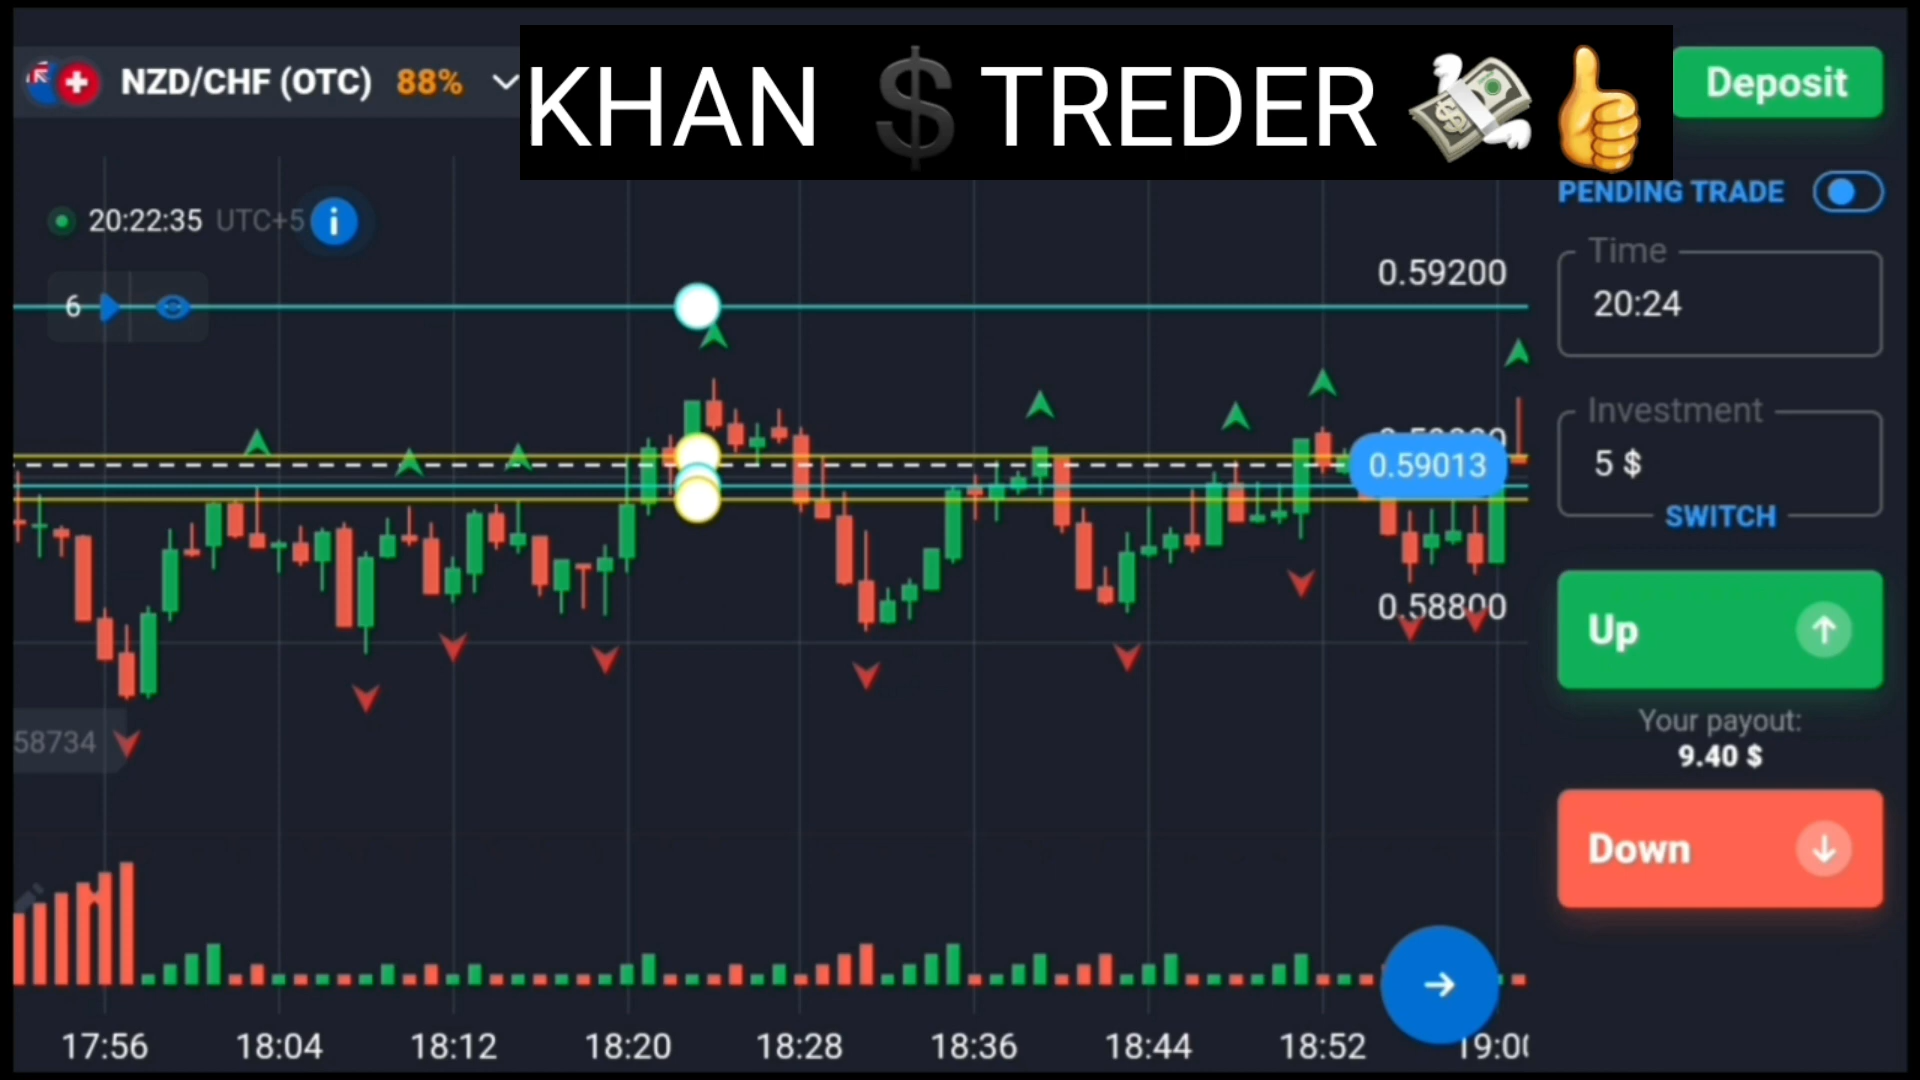 NZD/CHF (OTC) 88%
KHAN $ TREDER
Deposit
20:22:35 UTC+5
PENDING TRADE
Time
20:24
6
0.59200
Investment
5 $
SWITCH
0.59013
0.58800
Up
Your payout:
9.40 $
58734
Down
17:56 18:04 18:12 18:20 18:28 18:36 18:44 18:52 19:00